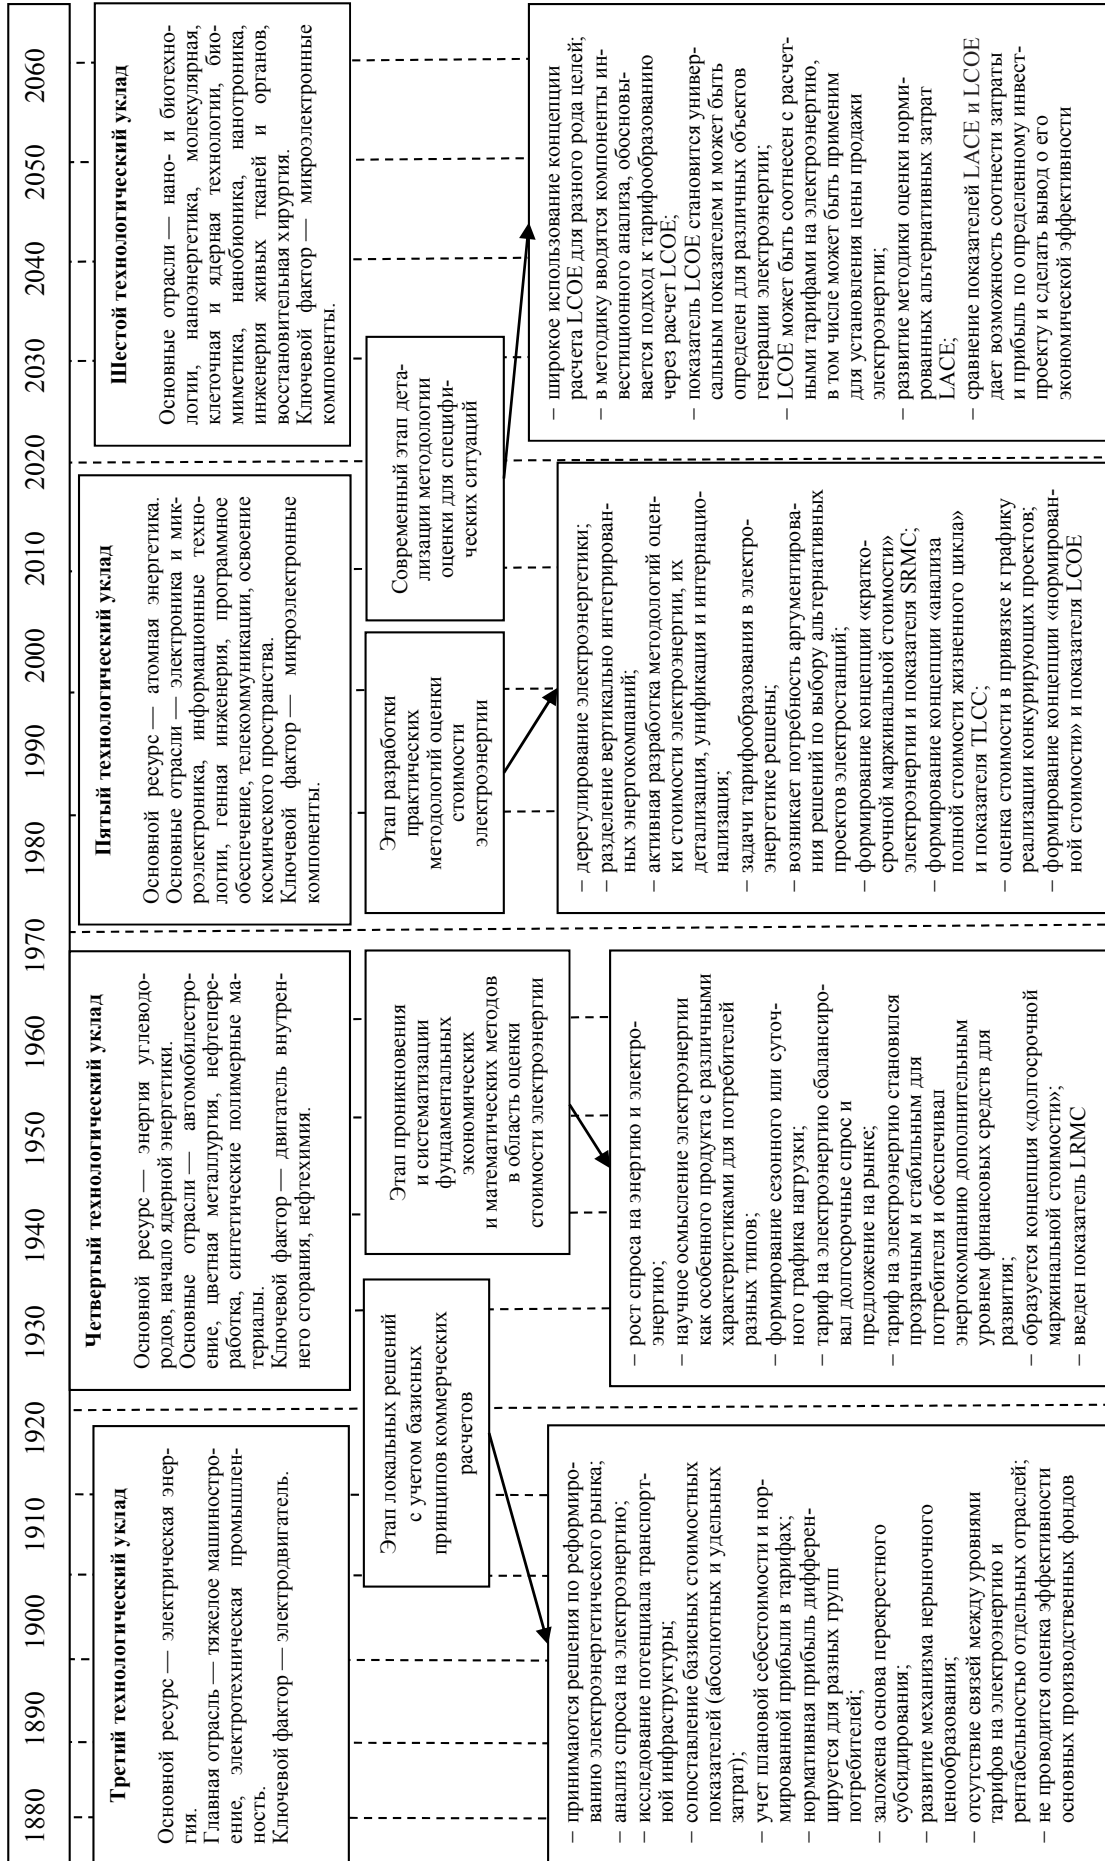 1880 1890 1900 1910 1920 1930 1940 1950 1960 1970 1980 1990 2000 2010 2020 2030 2040 2050 2060
Третий технологический уклад
Основной ресурс — электрическая энер-
гия.
Главная отрасль — тяжелое машинострое-
ение, электротехническая промышлен-
ность.
Ключевой фактор — электродвигатель.
Четвертый технологический уклад
Основной ресурс — энергия углеводо-
родов, начало ядерной энергетики.
Основные отрасли — автомобилестро-
ение, цветная металлургия, нефтепере-
работка, синтетические полимерные ма-
териалы.
Ключевой фактор — двигатель внутрен-
него сгорания, нефтехимия.
Пятый технологический уклад
Основной ресурс — атомная энергетика.
Основные отрасли — электроника и мик-
роэлектроника, информационные техно-
логии, генная инженерия, программное
обеспечение, телекоммуникации, освоение
космического пространства.
Ключевой фактор — микроэлектронные
компоненты.
Шестой технологический уклад
Основные отрасли — нано- и биотехно-
логии, наноэнергетика, молекулярная,
клеточная и ядерная технологии, био-
миметика, нанобионика, нанотроника,
инженерия живых тканей и органов,
восстановительная хирургия.
Ключевой фактор — микроэлектронные
компоненты.
Этап локальных решений
с учетом базисных
принципов коммерческих
расчетов
Этап проникновения
и систематизации
фундаментальных
экономических
и математических методов
в область оценки
стоимости электроэнергии
Этап разработки
практических
методологий оценки
стоимости
электроэнергии
Современный этап дета-
лизации методологии
оценки для специфи-
ческих ситуаций
– принимаются решения по реформиро-
ванию электроэнергетического рынка;
– анализ спроса на электроэнергию;
– исследование потенциала транспорт-
ной инфраструктуры;
– сопоставление базисных стоимостных
показателей (абсолютных и удельных
затрат);
– учет плановой себестоимости и нор-
мированной прибыли в тарифах;
– нормативная прибыль дифферен-
цируется для разных групп
потребителей;
– заложена основа перекрестного
субсидирования;
– развитие механизма нерыночного
ценообразования;
– отсутствие связей между уровнями
тарифов на электроэнергию и
рентабельностью отдельных отраслей;
– не проводится оценка эффективности
основных производственных фондов
– рост спроса на энергию и электро-
энергию;
– научное осмысление электроэнергии
как особенного продукта с различными
характеристиками для потребителей
разных типов;
– формирование сезонного или суточ-
ного графика нагрузки;
– тариф на электроэнергию сбалансиро-
вал долгосрочные спрос и
предложение на рынке;
– тариф на электроэнергию становился
прозрачным и стабильным для
потребителя и обеспечивал
энергокомпанию дополнительным
уровнем финансовых средств для
развития;
– образуется концепция «долгосрочной
маржинальной стоимости»;
– введен показатель LRMC
– дерегулирование электроэнергетики;
– разделение вертикально интегрирован-
ных энергокомпаний;
– активная разработка методологий оцен-
ки стоимости электроэнергии, их
детализация, унификация и интернацио-
нализация;
– задачи тарифообразования в электро-
энергетике решены;
– возникает потребность аргументирова-
ния решений по выбору альтернативных
проектов электростанций;
– формирование концепции «кратко-
срочной маржинальной стоимости»
электроэнергии и показателя SRMC;
– формирование концепции «анализа
полной стоимости жизненного цикла»
и показателя TLCC;
– оценка стоимости в привязке к графику
реализации конкурирующих проектов;
– формирование концепции «нормирован-
ной стоимости» и показателя LCOE
– широкое использование концепции
расчета LCOE для разного рода целей;
– в методику вводятся компоненты ин-
вестиционного анализа, обосновы-
вается подход к тарифообразованию
через расчет LCOE;
– показатель LCOE становится универ-
сальным показателем и может быть
определен для различных объектов
генерации электроэнергии;
– LCOE может быть соотнесен с расчет-
ными тарифами на электроэнергию,
в том числе может быть применим
для установления цены продажи
электроэнергии;
– развитие методики оценки норми-
рованных альтернативных затрат
LACE;
– сравнение показателей LACE и LCOE
дает возможность соотнести затраты
и прибыль по определенному инвест-
проекту и сделать вывод о его
экономической эффективности